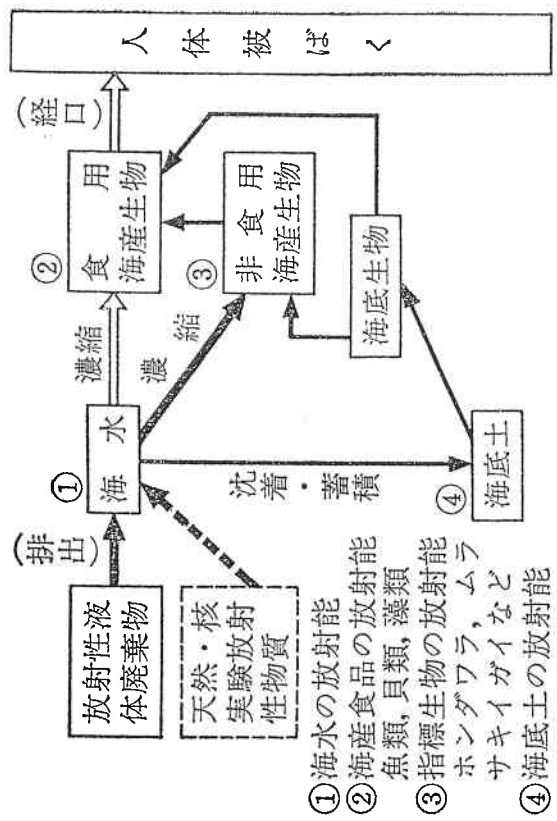 放射性液
体廃棄物
天然・核
実験放射
性物質
(排出)
①
海水
濃縮
濃縮
沈着・蓄積
②
食用
海産生物
③
非食用
海産生物
海底生物
④
海底土
(経口)
人体被ばく
①海水の放射能
②海産食品の放射能
魚類,貝類,藻類
③指標生物の放射能
ホンダワラ,ムラ
サキイガイなど
④海底土の放射能